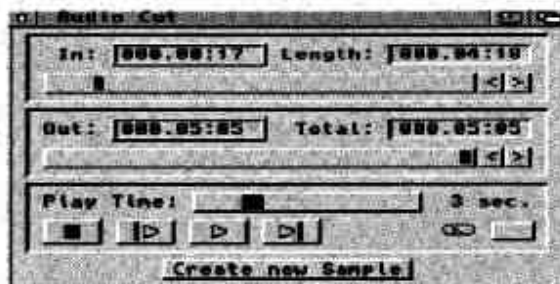 Audio Cut
In: 000.00:17 Length: 000.04:18
< >
Out: 000.05:05 Total: 000.05:05
< >
Play Time: 3 sec.
Create new Sample